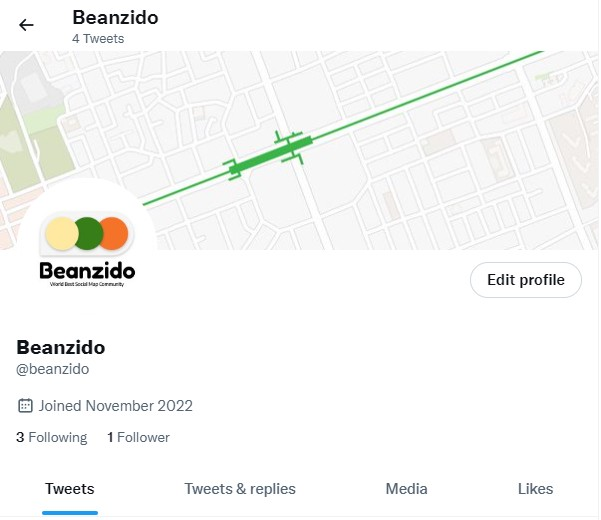 Beanzido
4 Tweets
Beanzido
World Best Social Map Community
Edit profile
Beanzido
@beanzido
Joined November 2022
3 Following 1 Follower
Tweets Tweets & replies Media Likes